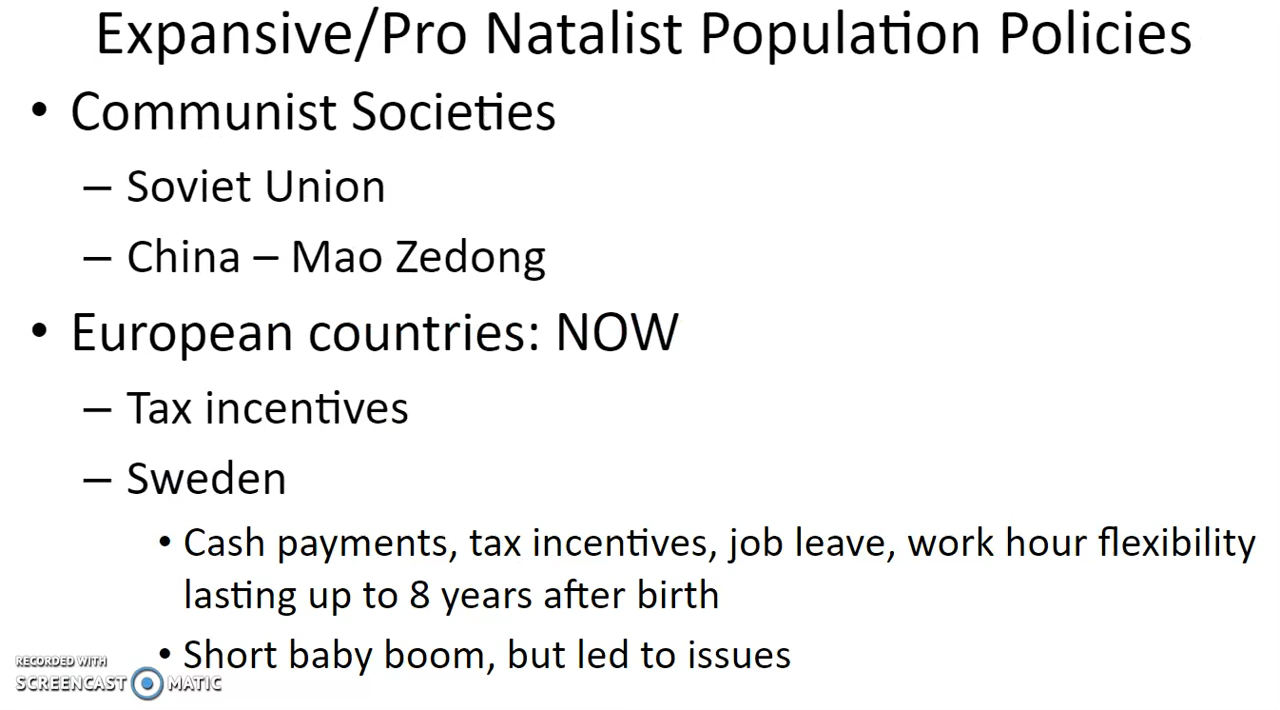 Expansive/Pro Natalist Population Policies
• Communist Societies
– Soviet Union
– China – Mao Zedong
• European countries: NOW
– Tax incentives
– Sweden
• Cash payments, tax incentives, job leave, work hour flexibility
lasting up to 8 years after birth
• Short baby boom, but led to issues
RECORDED WITH
SCREENCAST MATIC